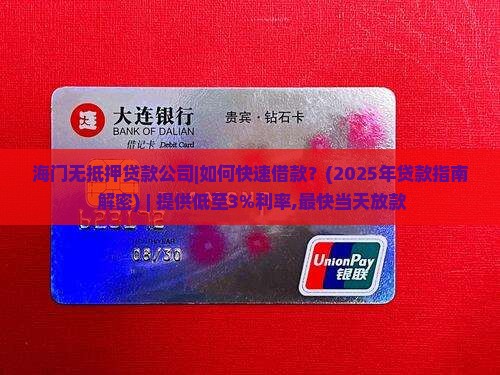 大连银行
BANK OF DALIAN
贵宾·钻石卡
借记卡 Debit Card
海门无抵押贷款公司|如何快速借款？(2025年贷款指南
解密) | 提供低至3%利率,最快当天放款
08/30
UnionPay
银联